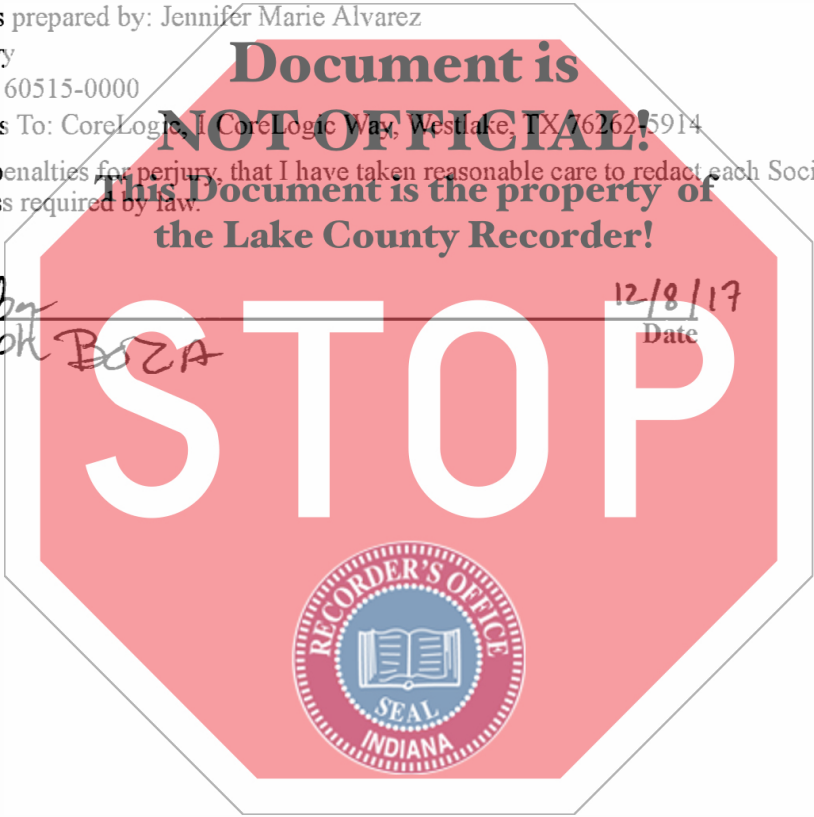 s prepared by: Jennifer Marie Alvarez
Document is
y
60515-0000
NOT OFFICIAL!
s To: CoreLogic, 1 CoreLogic Way, Westlake, TX 76262-5914
penalties for perjury, that I have taken reasonable care to redact each Soci
This Document is the property of
s required by law.
the Lake County Recorder!
12/8/17
Date
BOZA
STOP
RECORDER'S OFFICE
SEAL
INDIANA